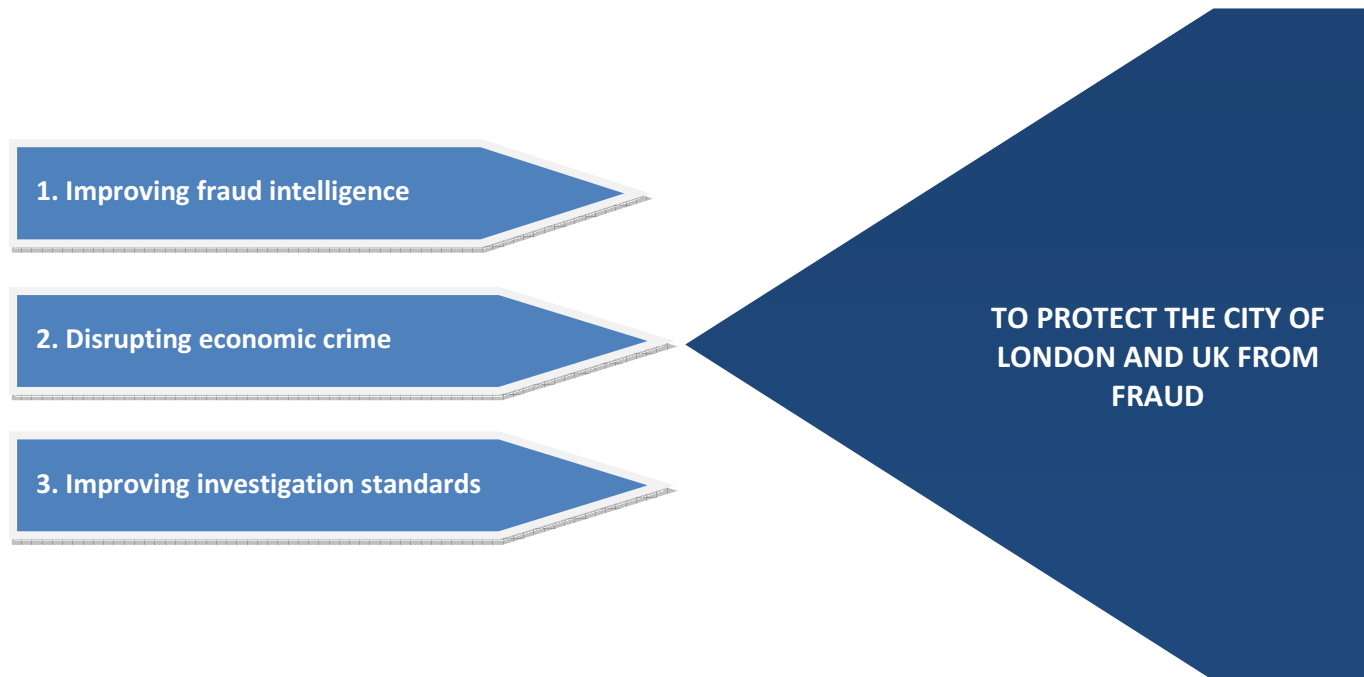 1. Improving fraud intelligence
2. Disrupting economic crime
3. Improving investigation standards
TO PROTECT THE CITY OF
LONDON AND UK FROM
FRAUD